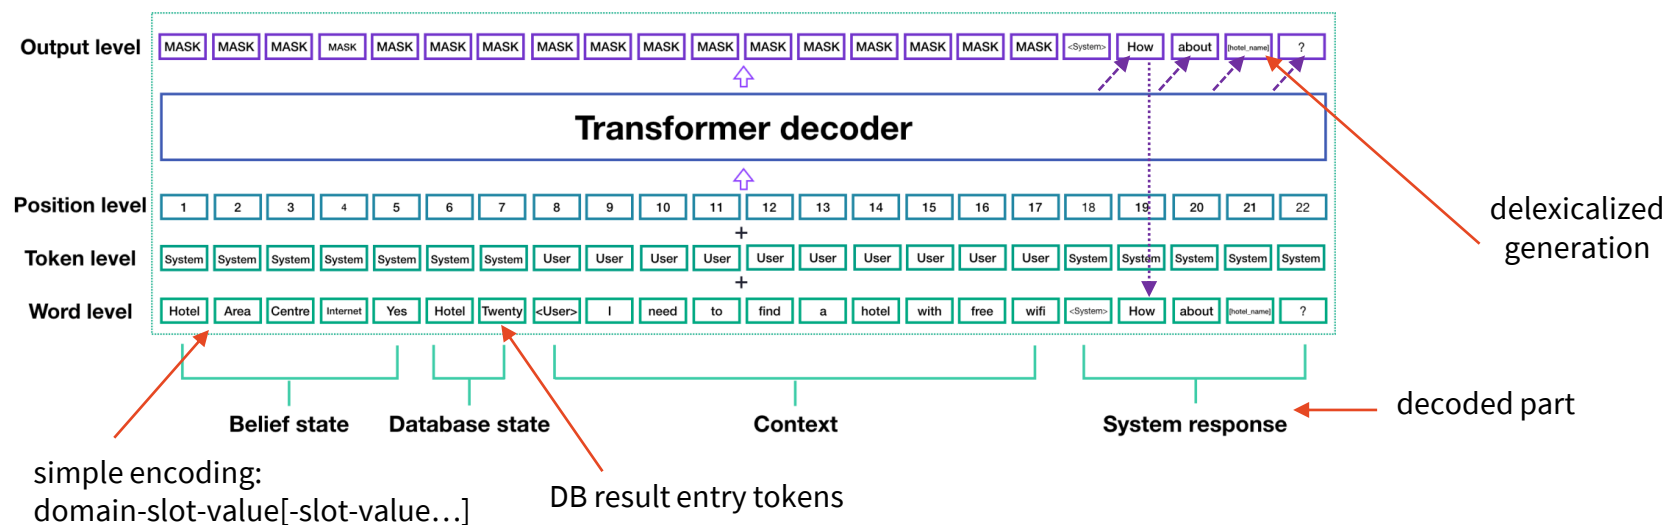 Output level MASK MASK MASK MASK MASK MASK MASK MASK MASK MASK MASK MASK MASK MASK MASK MASK MASK <System> How about [hotel_name] ?
Transformer decoder
Position level 1 2 3 4 5 6 7 8 9 10 11 12 13 14 15 16 17 18 19 20 21 22
+
Token level System System System System System System System User User User User User User User User User User System System System System System
+
Word level Hotel Area Centre Internet Yes Hotel Twenty <User> I need to find a hotel with free wifi <System> How about [hotel_name] ?
delexicalized
generation
Belief state Database state Context System response
decoded part
simple encoding:
domain-slot-value[-slot-value…]
DB result entry tokens